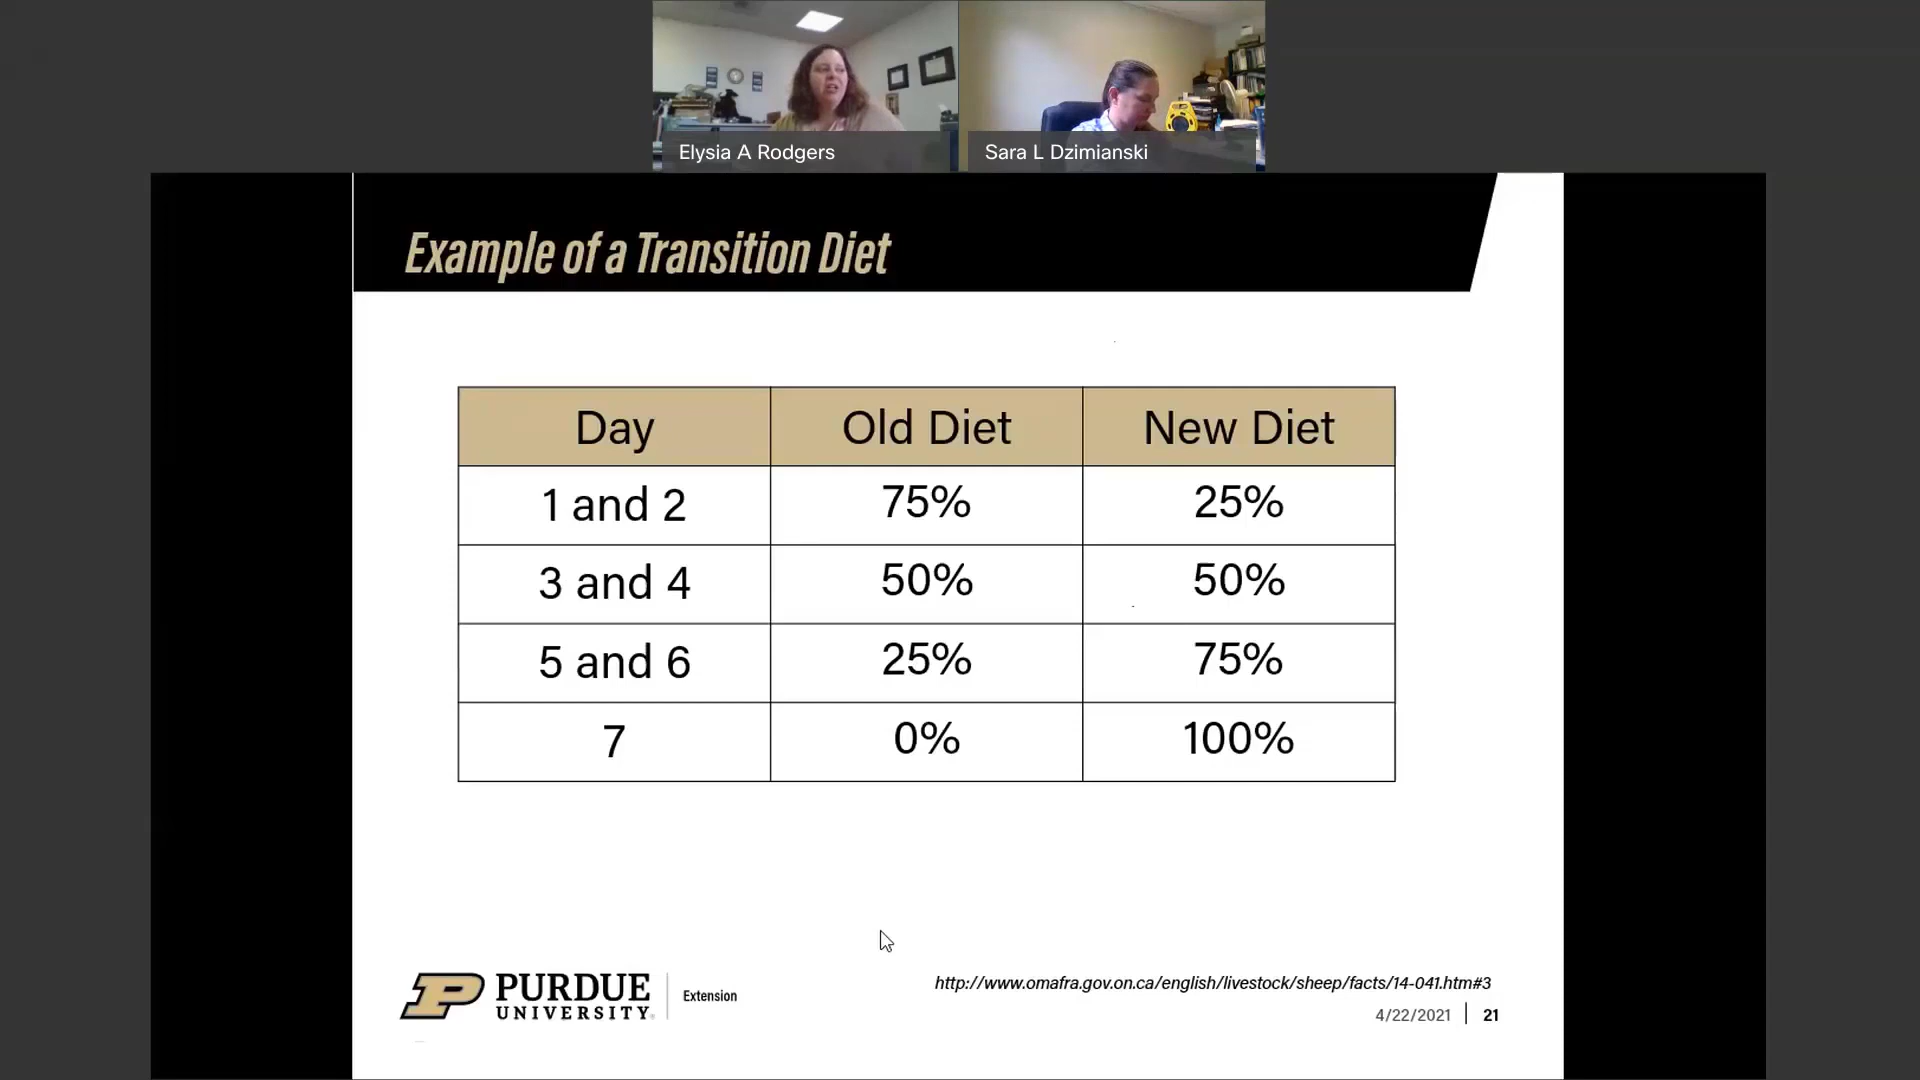 Elysia A Rodgers
Sara L Dzimianski
Example of a Transition Diet
Day Old Diet New Diet
1 and 2 75% 25%
3 and 4 50% 50%
5 and 6 25% 75%
7 0% 100%
PURDUE
UNIVERSITY
Extension
http://www.omafra.gov.on.ca/english/livestock/sheep/facts/14-041.htm#3
4/22/2021 21